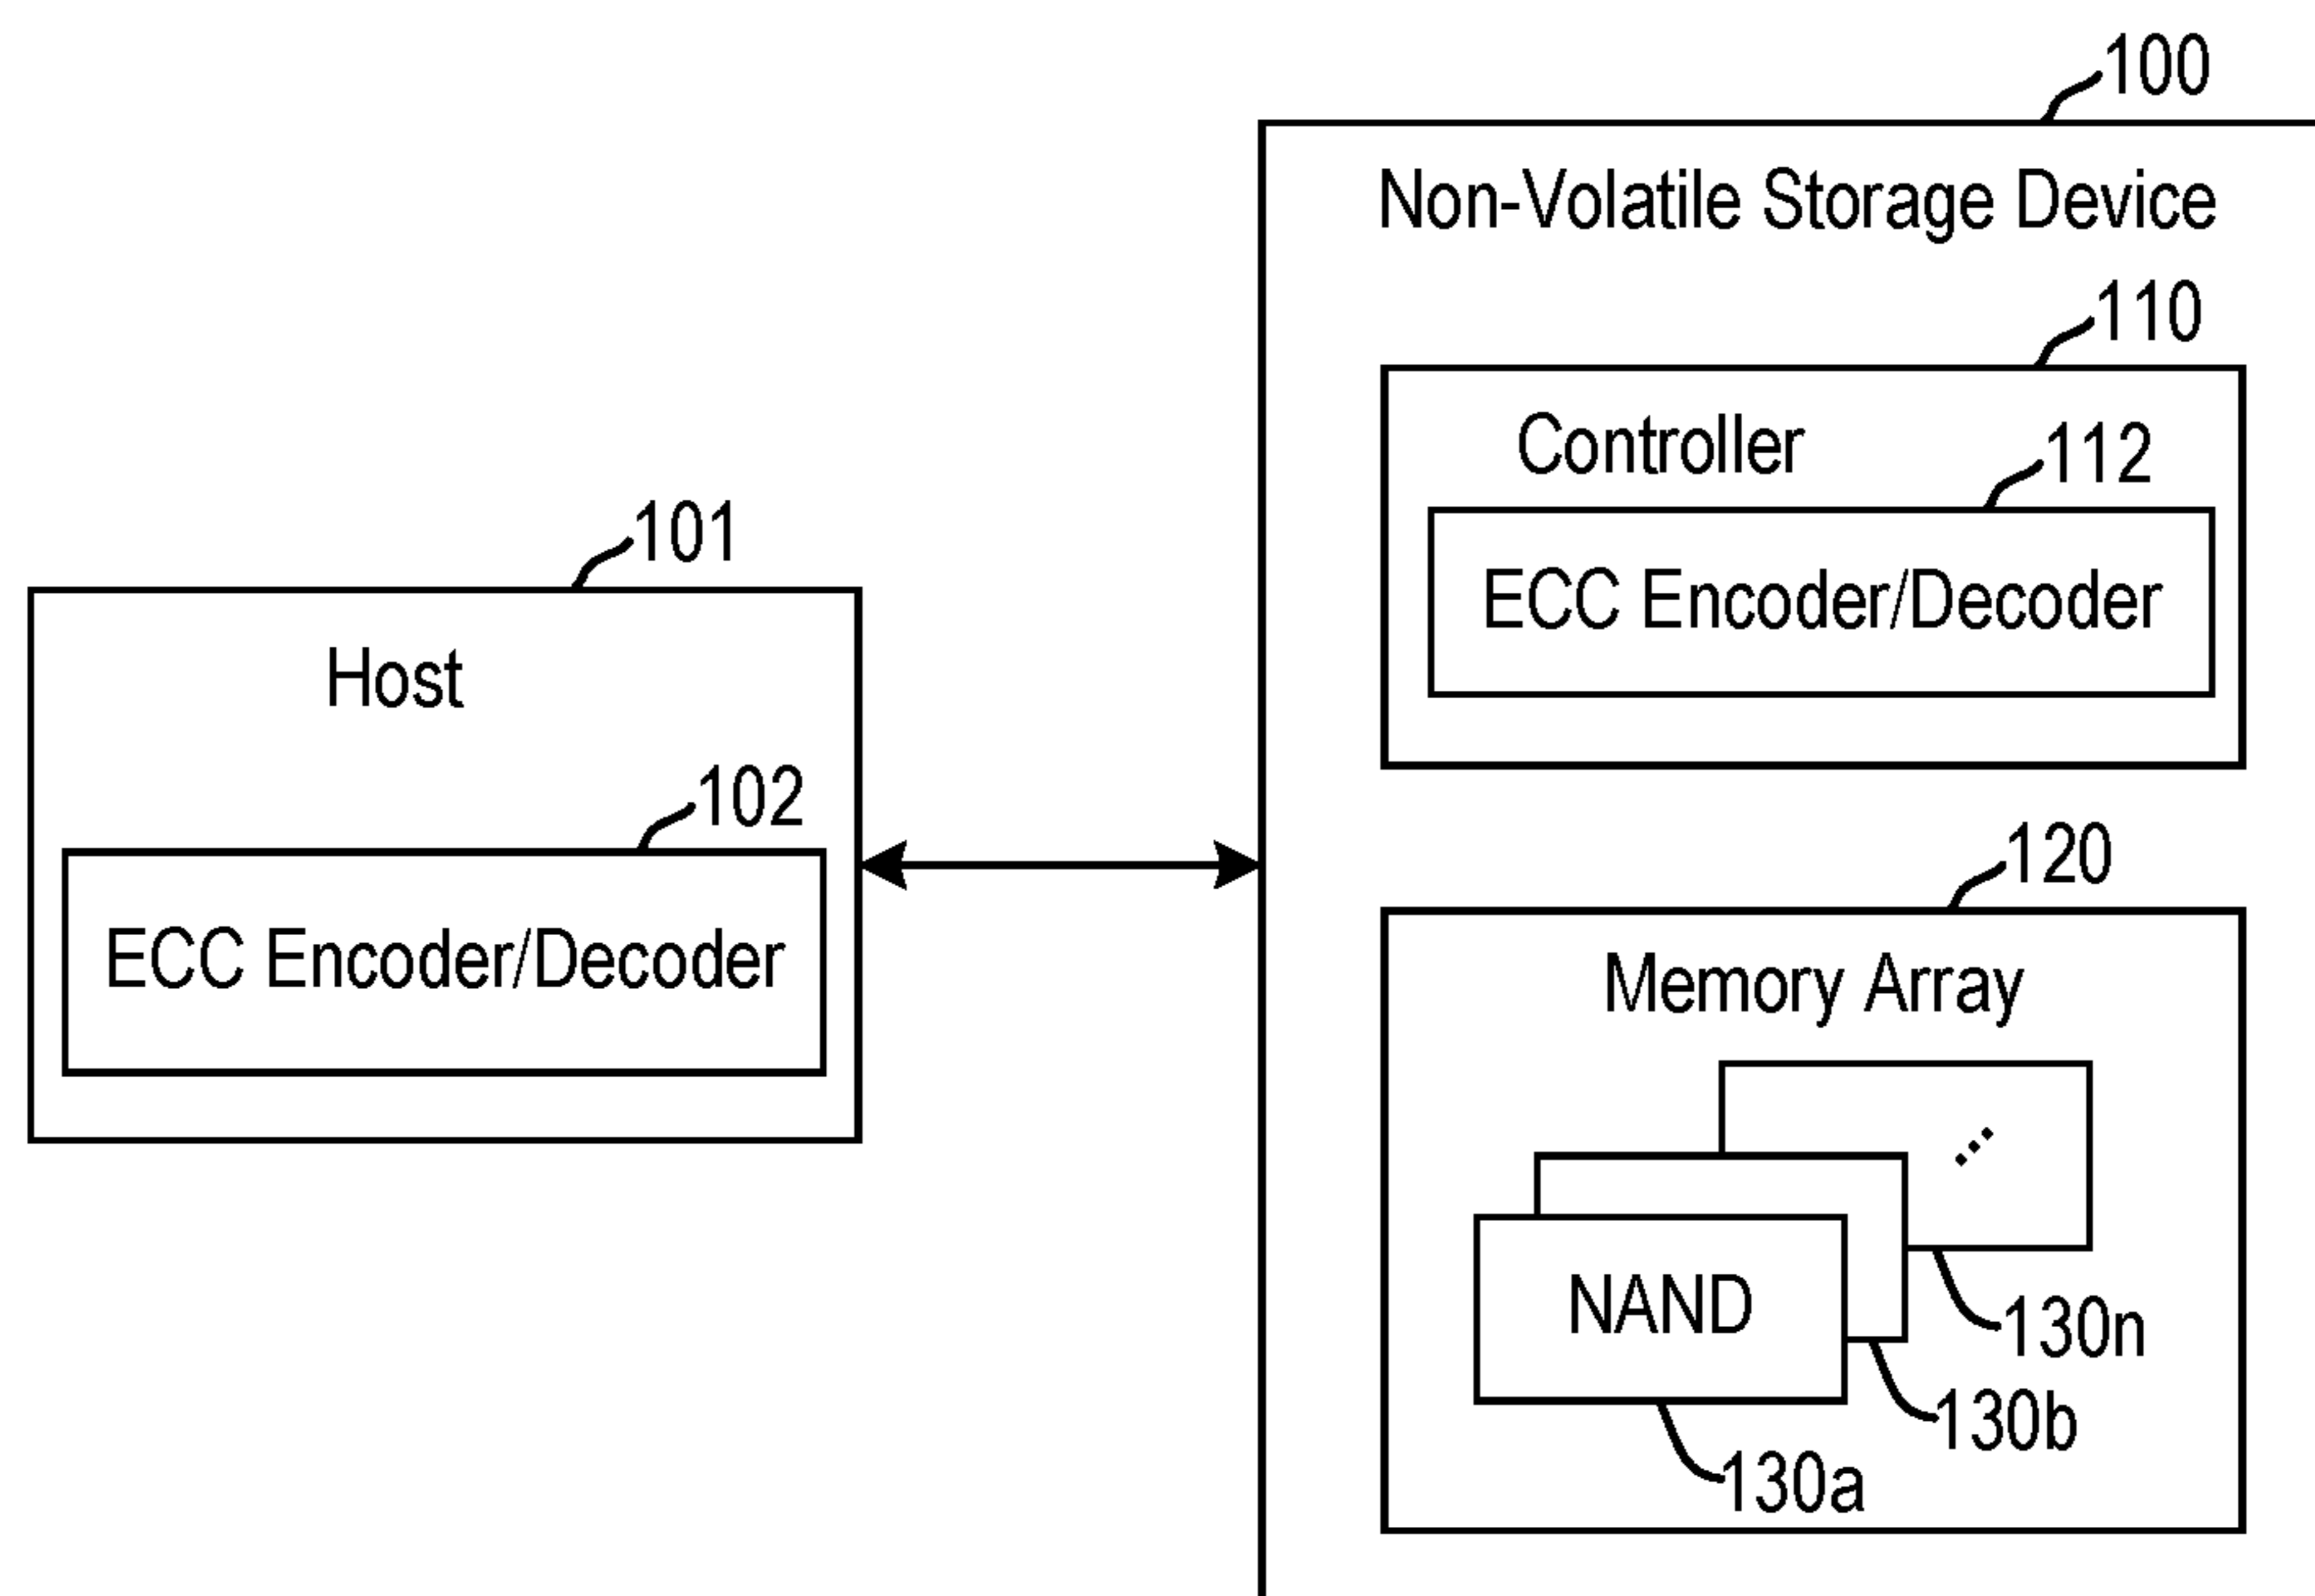 100
Non-Volatile Storage Device
110
Controller
112
ECC Encoder/Decoder
101
Host
102
ECC Encoder/Decoder
120
Memory Array
NAND
130n
130b
130a